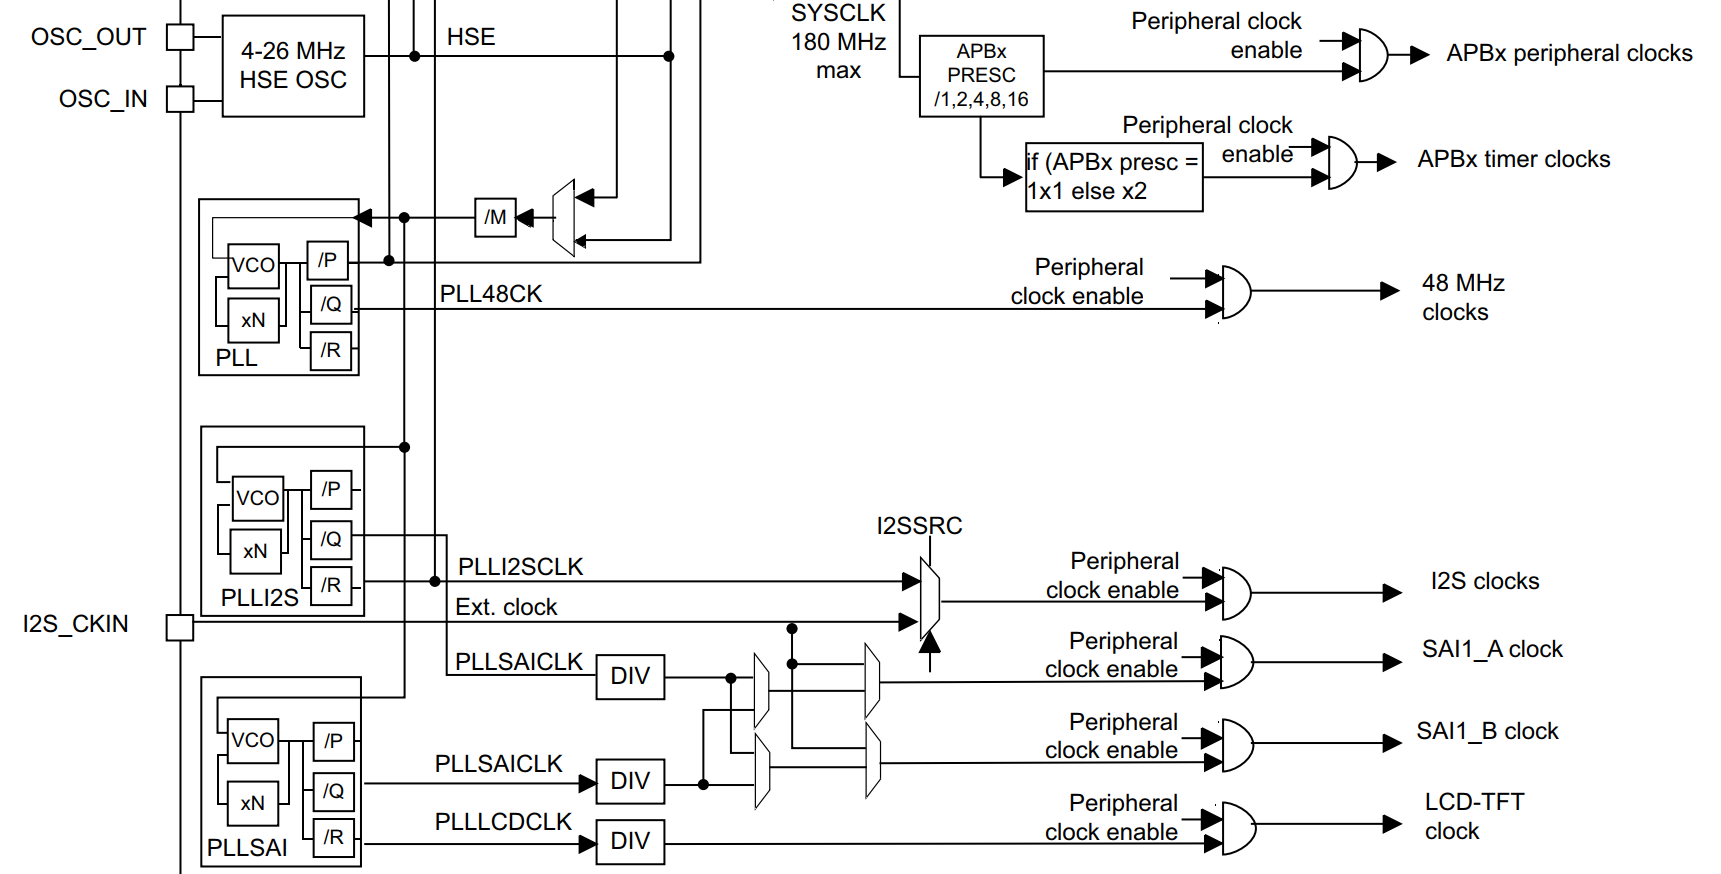 OSC_OUT
OSC_IN
4-26 MHz
HSE OSC
HSE
SYSCLK
180 MHz
max
APBx
PRESC
/1,2,4,8,16
Peripheral clock
enable
APBx peripheral clocks
if (APBx presc =
1x1 else x2
Peripheral clock
enable
APBx timer clocks
/M
VCO
xN
/P
/Q
/R
PLL
PLL48CK
Peripheral
clock enable
48 MHz
clocks
VCO
xN
/P
/Q
/R
PLLI2S
I2SSRC
PLLI2SCLK
Peripheral
clock enable
I2S clocks
I2S_CKIN
Ext. clock
PLLSAICLK
DIV
Peripheral
clock enable
SAI1_A clock
VCO
xN
/P
/Q
/R
PLLSAI
PLLSAICLK
DIV
Peripheral
clock enable
SAI1_B clock
PLLLCDCLK
DIV
Peripheral
clock enable
LCD-TFT
clock